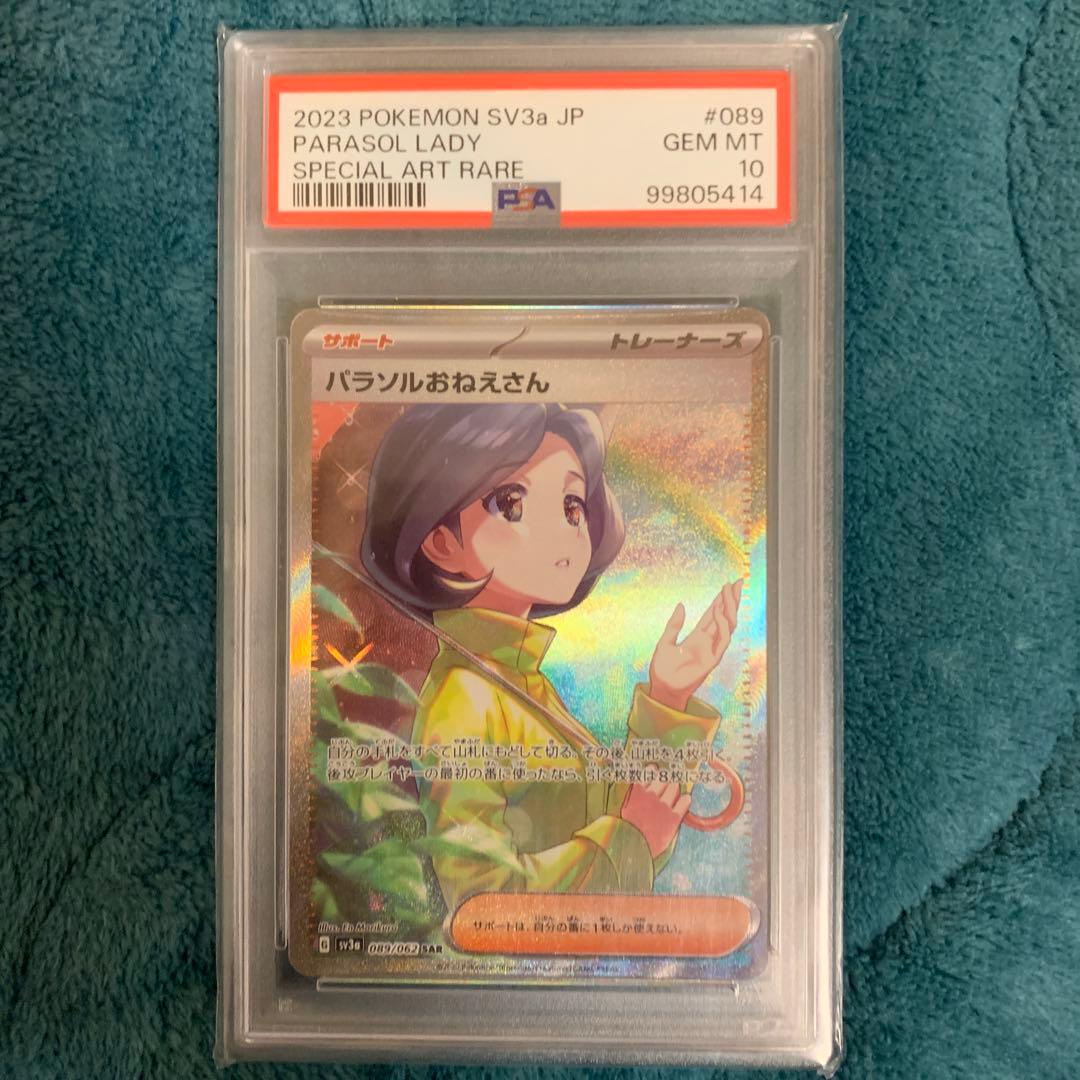 2023 POKEMON SV3a JP #089
PARASOL LADY GEM MT
SPECIAL ART RARE 10
PSA 99805414
サポート トレーナーズ
パラソルおねえさん
自分の手札をすべて山札にもどして切る。その後、山札を4枚引く。
後攻プレイヤーの最初の番に使ったなら、引く枚数は8枚になる。
サポートは、自分の番に1枚しか使えない。
Illus. En Morikura
G SV3a 089/062 SAR